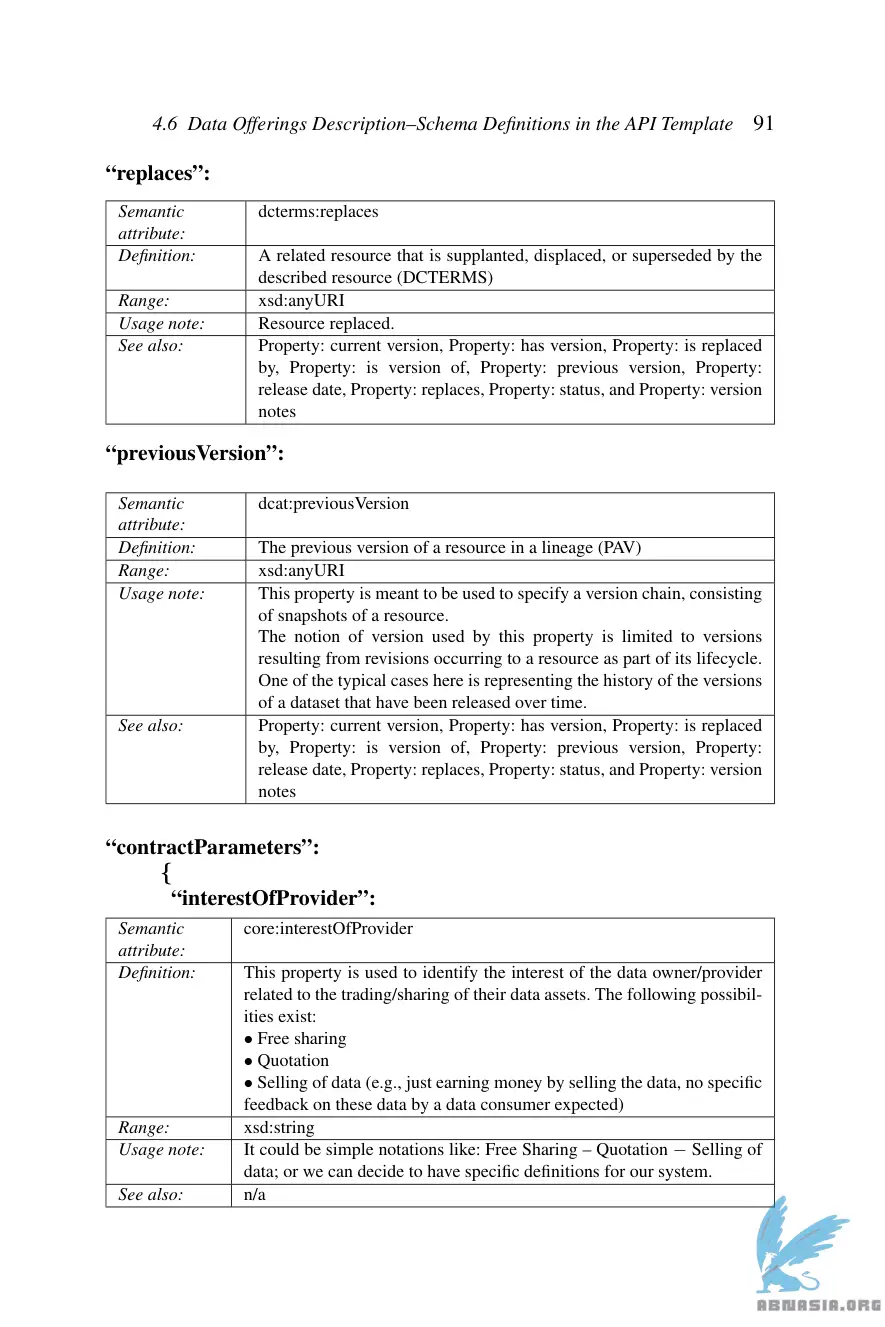 4.6 Data Offerings Description–Schema Definitions in the API Template 91
“replaces”:
Semantic attribute: dcterms:replaces
Definition: A related resource that is supplanted, displaced, or superseded by the
described resource (DCTERMS)
Range: xsd:anyURI
Usage note: Resource replaced.
See also: Property: current version, Property: has version, Property: is replaced
by, Property: is version of, Property: previous version, Property:
release date, Property: replaces, Property: status, and Property: version
notes
“previousVersion”:
Semantic attribute: dcat:previousVersion
Definition: The previous version of a resource in a lineage (PAV)
Range: xsd:anyURI
Usage note: This property is meant to be used to specify a version chain, consisting
of snapshots of a resource.
The notion of version used by this property is limited to versions
resulting from revisions occurring to a resource as part of its lifecycle.
One of the typical cases here is representing the history of the versions
of a dataset that have been released over time.
See also: Property: current version, Property: has version, Property: is replaced
by, Property: is version of, Property: previous version, Property:
release date, Property: replaces, Property: status, and Property: version
notes
“contractParameters”:
{
“interestOfProvider”:
Semantic attribute: core:interestOfProvider
Definition: This property is used to identify the interest of the data owner/provider
related to the trading/sharing of their data assets. The following possibil-
ities exist:
• Free sharing
• Quotation
• Selling of data (e.g., just earning money by selling the data, no specific
feedback on these data by a data consumer expected)
Range: xsd:string
Usage note: It could be simple notations like: Free Sharing – Quotation − Selling of
data; or we can decide to have specific definitions for our system.
See also: n/a
ABNASIA.ORG